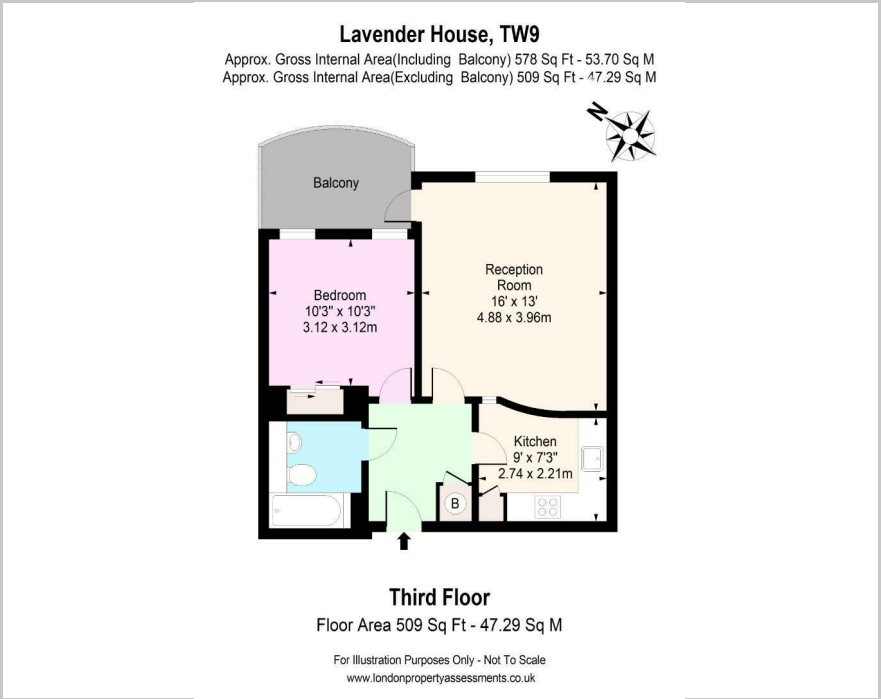 Lavender House, TW9
Approx. Gross Internal Area(Including Balcony) 578 Sq Ft - 53.70 Sq M
Approx. Gross Internal Area(Excluding Balcony) 509 Sq Ft - 47.29 Sq M
N
Balcony
Reception
Room
16' x 13'
4.88 x 3.96m
Bedroom
10'3" x 10'3"
3.12 x 3.12m
Kitchen
9' x 7'3"
2.74 x 2.21m
B
Third Floor
Floor Area 509 Sq Ft - 47.29 Sq M
For Illustration Purposes Only - Not To Scale
www.londonpropertyassessments.co.uk